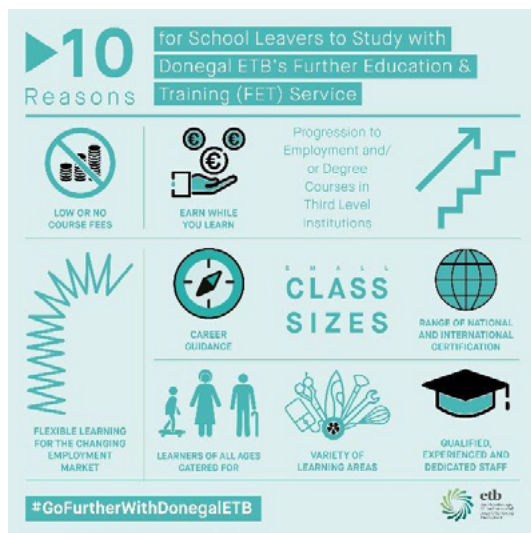 10
Reasons
for School Leavers to Study with
Donegal ETB's Further Education &
Training (FET) Service
LOW OR NO
COURSE FEES
EARN WHILE
YOU LEARN
Progression to
Employment and/
or Degree
Courses in
Third Level
Institutions
FLEXIBLE LEARNING
FOR THE CHANGING
EMPLOYMENT
MARKET
CAREER
GUIDANCE
SMALL
CLASS
SIZES
RANGE OF NATIONAL
AND INTERNATIONAL
CERTIFICATION
LEARNERS OF ALL AGES
CATERED FOR
VARIETY OF
LEARNING AREAS
QUALIFIED,
EXPERIENCED AND
DEDICATED STAFF
#GoFurtherWithDonegalETB
etb